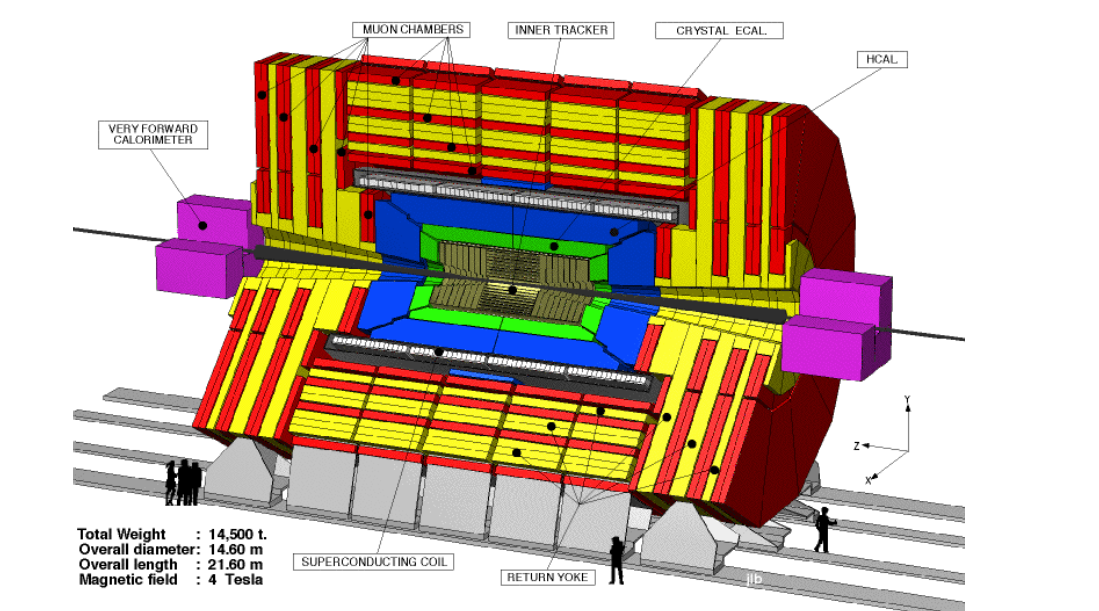 MUON CHAMBERS
INNER TRACKER
CRYSTAL ECAL.
HCAL
VERY FORWARD
CALORIMETER
Y
Z
X
Total Weight : 14,500 t.
Overall diameter: 14.60 m
Overall length : 21.60 m
Magnetic field : 4 Tesla
SUPERCONDUCTING COIL
RETURN YOKE
jlb